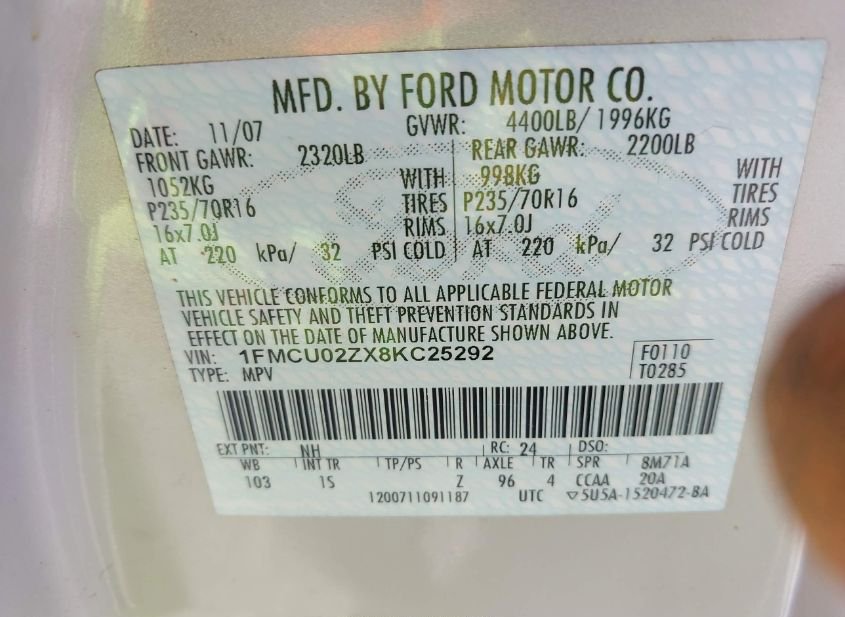 MFD. BY FORD MOTOR CO.
DATE: 11/07 GVWR: 4400LB/ 1996KG
FRONT GAWR: 2320LB REAR GAWR: 2200LB
1052KG WITH 998KG WITH
P235/70R16 TIRES P235/70R16 TIRES
16x7.0J RIMS 16x7.0J RIMS
AT 220 kPa/ 32 PSI COLD AT 220 kPa/ 32 PSI COLD
THIS VEHICLE CONFORMS TO ALL APPLICABLE FEDERAL MOTOR
VEHICLE SAFETY AND THEFT PREVENTION STANDARDS IN
EFFECT ON THE DATE OF MANUFACTURE SHOWN ABOVE.
VIN: 1FMCU02ZX8KC25292 F0110
TYPE: MPV T0285
EXT PNT: NH RC: 24 DSO:
WB INT TR TP/PS R AXLE TR SPR 8M71A
103 1S Z 96 4 CCAA 20A
1200711091187 UTC ▽5U5A-1520472-BA